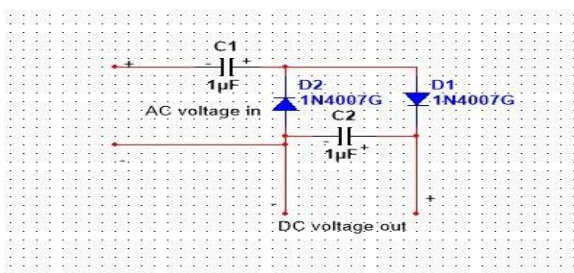 C1
+ - +
1µF
D2 D1
1N4007G 1N4007G
AC voltage in
C2
- +
1µF
-
- +
DC voltage out